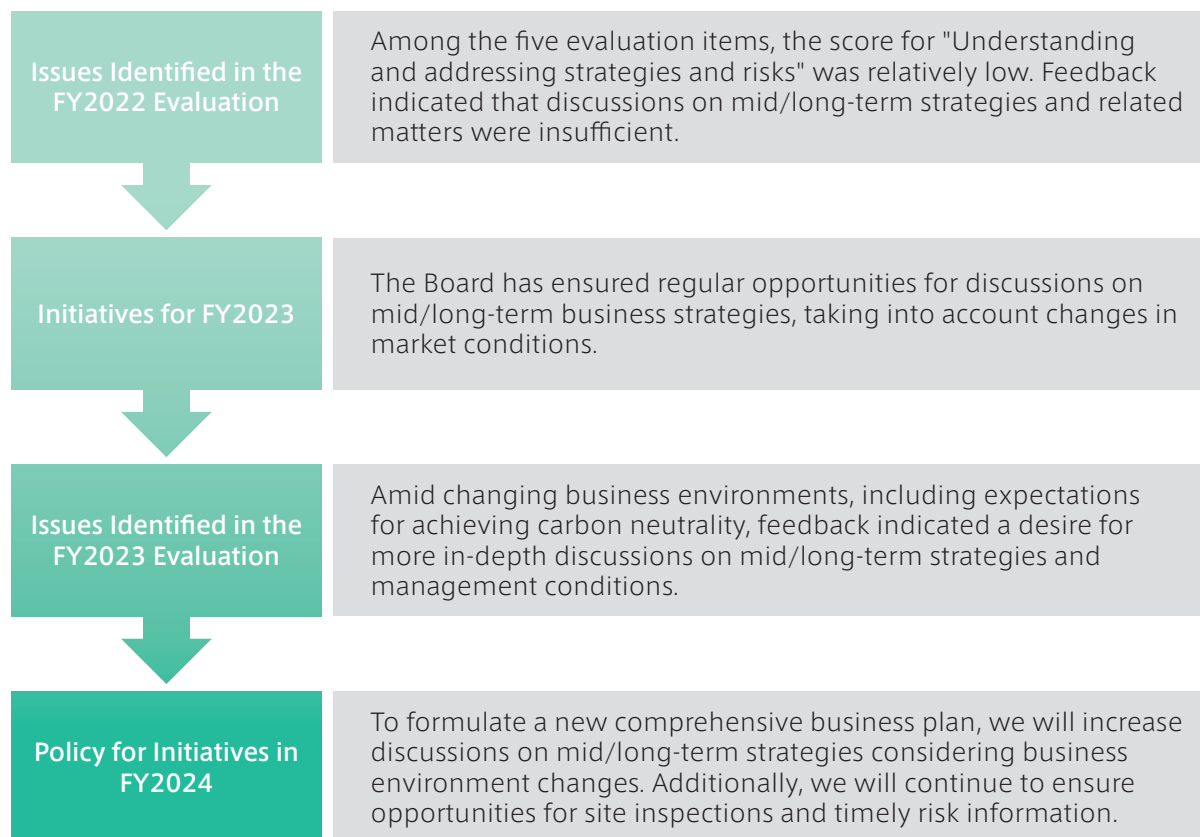 Issues Identified in the
FY2022 Evaluation
Among the five evaluation items, the score for "Understanding
and addressing strategies and risks" was relatively low. Feedback
indicated that discussions on mid/long-term strategies and related
matters were insufficient.
Initiatives for FY2023
The Board has ensured regular opportunities for discussions on
mid/long-term business strategies, taking into account changes in
market conditions.
Issues Identified in the
FY2023 Evaluation
Amid changing business environments, including expectations
for achieving carbon neutrality, feedback indicated a desire for
more in-depth discussions on mid/long-term strategies and
management conditions.
Policy for Initiatives in
FY2024
To formulate a new comprehensive business plan, we will increase
discussions on mid/long-term strategies considering business
environment changes. Additionally, we will continue to ensure
opportunities for site inspections and timely risk information.